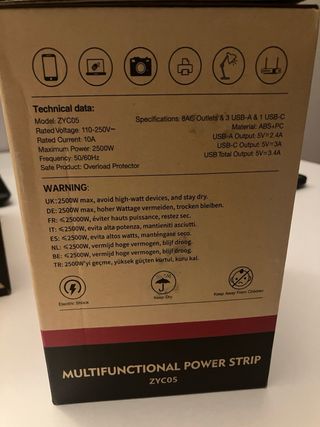 Technical data:
Model: ZYC05
Rated Voltage: 110-250V~
Rated Current: 10A
Maximum Power: 2500W
Frequency: 50/60Hz
Safe Product: Overload Protector
Specifications: 8AC Outlets & 3 USB-A & 1 USB-C
Material: ABS+PC
USB-A Output: 5V=2.4A
USB-C Output: 5V=3A
USB Total Output: 5V=3.4A
WARNING:
UK:2500W max, avoid high-watt devices, and stay dry.
DE: 2500W max, hoher Wattage vermeiden, trocken bleiben.
FR: ≤2500W, éviter hauts puissance, restez sec.
IT: ≤2500W, evita alta potenza, mantieniti asciutti.
ES: ≤2500W, evita altos watts, manténgase seco.
NL: ≤2500W, vermijd hoge vermogen, blijf droog.
BE: ≤2500W, vermijd hoge vermogen, blijf droog.
TR: 2500W'yi geçme, yüksek güçten kurtul, koru kal.
Electric Shock
Keep Dry
Keep Away From Children
MULTIFUNCTIONAL POWER STRIP
ZYC05